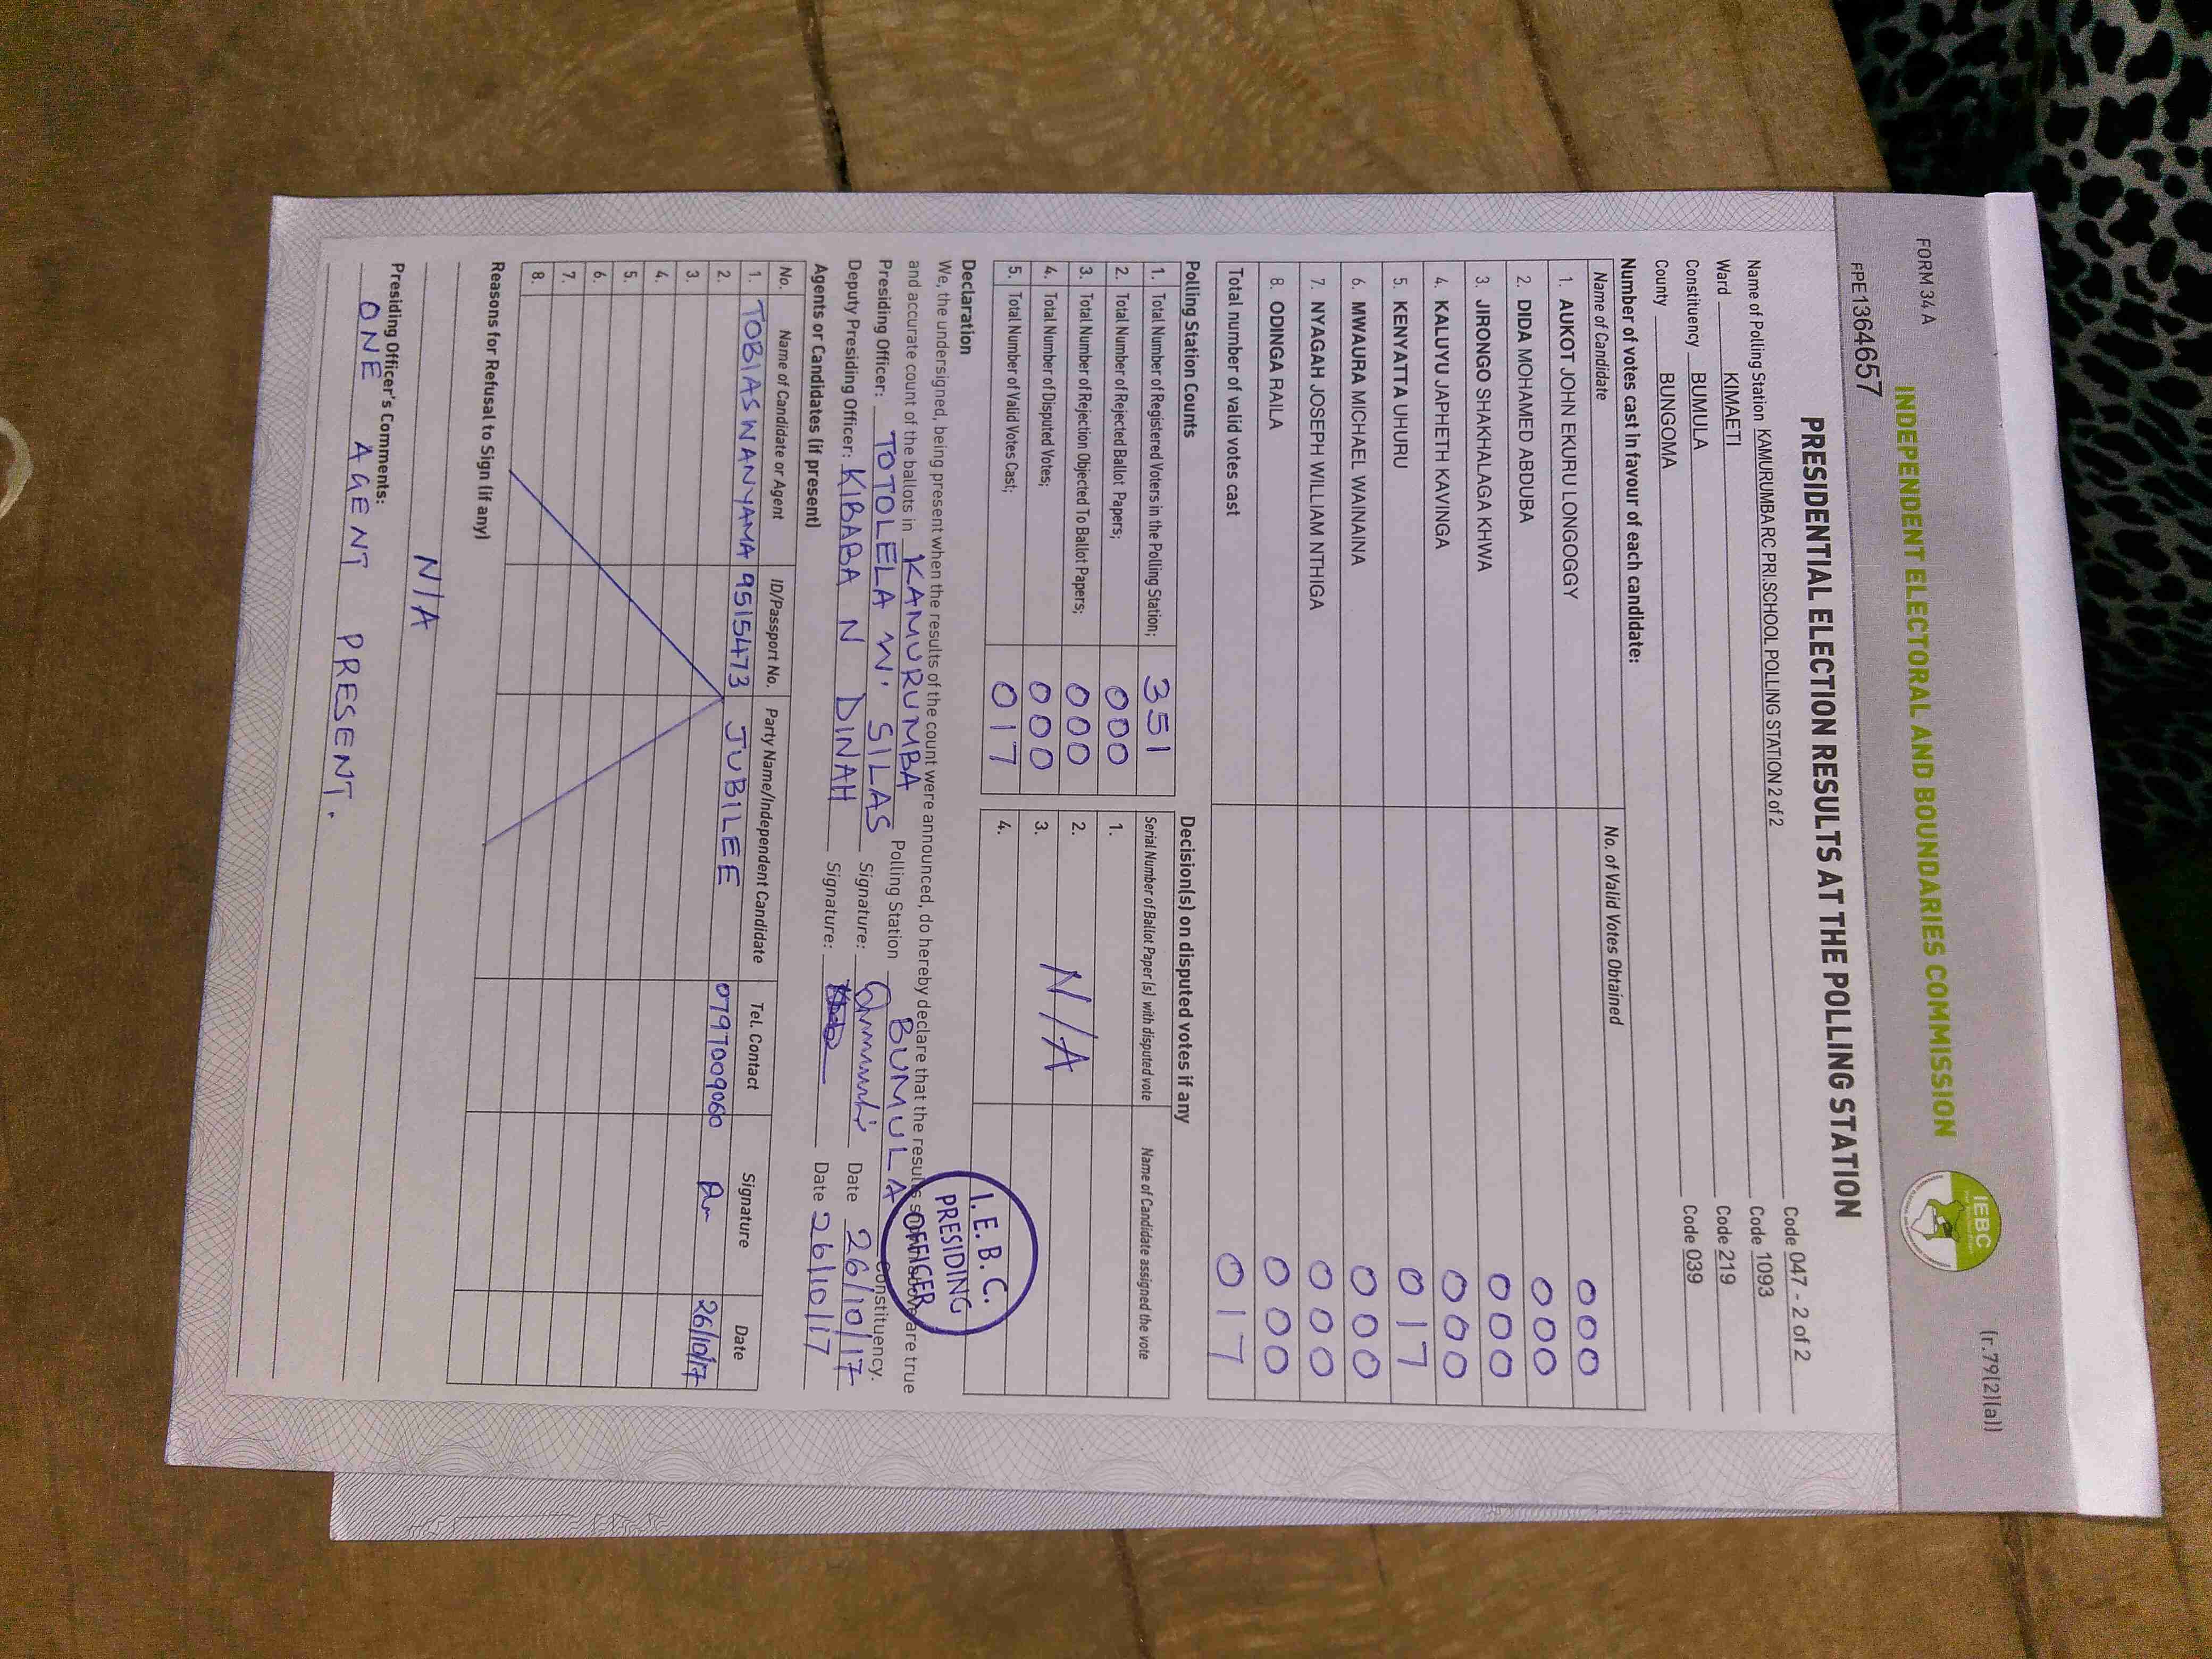 FORM 34 A
(r.79(2)(a))
INDEPENDENT ELECTORAL AND BOUNDARIES COMMISSION
IEBC
FPE1364657
PRESIDENTIAL ELECTION RESULTS AT THE POLLING STATION
Name of Polling Station KAMURUMBA RC PRI.SCHOOL POLLING STATION 2 of 2 Code 047 - 2 of 2
Ward KIMAETI Code 1093
Constituency BUMULA Code 219
County BUNGOMA Code 039
Number of votes cast in favour of each candidate:
Name of Candidate No. of Valid Votes Obtained
1. AUKOT JOHN EKURU LONGOGGY 000
2. DIDA MOHAMED ABDUBA 000
3. JIRONGO SHAKHALAGA KHWA 000
4. KALUYU JAPHETH KAVINGA 000
5. KENYATTA UHURU 017
6. MWAURA MICHAEL WAINAINA 000
7. NYAGAH JOSEPH WILLIAM NTHIGA 000
8. ODINGA RAILA 000
Total number of valid votes cast 017
Polling Station Counts
1. Total Number of Registered Voters in the Polling Station; 351
2. Total Number of Rejected Ballot Papers; 000
3. Total Number of Rejection Objected To Ballot Papers; 000
4. Total Number of Disputed Votes; 000
5. Total Number of Valid Votes Cast; 017
Decision(s) on disputed votes if any
Serial Number of Ballot Paper(s) with disputed vote Name of Candidate assigned the vote
1.
2.
3.
4.
N/A
Declaration
We, the undersigned, being present when the results of the count were announced, do hereby declare that the results shown above are true
and accurate count of the ballots in KAMURUMBA Polling Station BUMULA Constituency.
I. E. B. C.
PRESIDING
OFFICER
Presiding Officer: TOTOLELA W. SILAS Signature: Date 26/10/17
Deputy Presiding Officer: KIBABA N DINAH Signature: Date 26/10/17
Agents or Candidates (if present)
No. Name of Candidate or Agent ID/Passport No. Party Name/Independent Candidate Tel. Contact Signature Date
1. TOBIAS WANYAMA 9515473 JUBILEE 0797009060 26/10/17
2.
3.
4.
5.
6.
7.
8.
Reasons for Refusal to Sign (if any)
N/A
Presiding Officer's Comments:
ONE AGENT PRESENT.